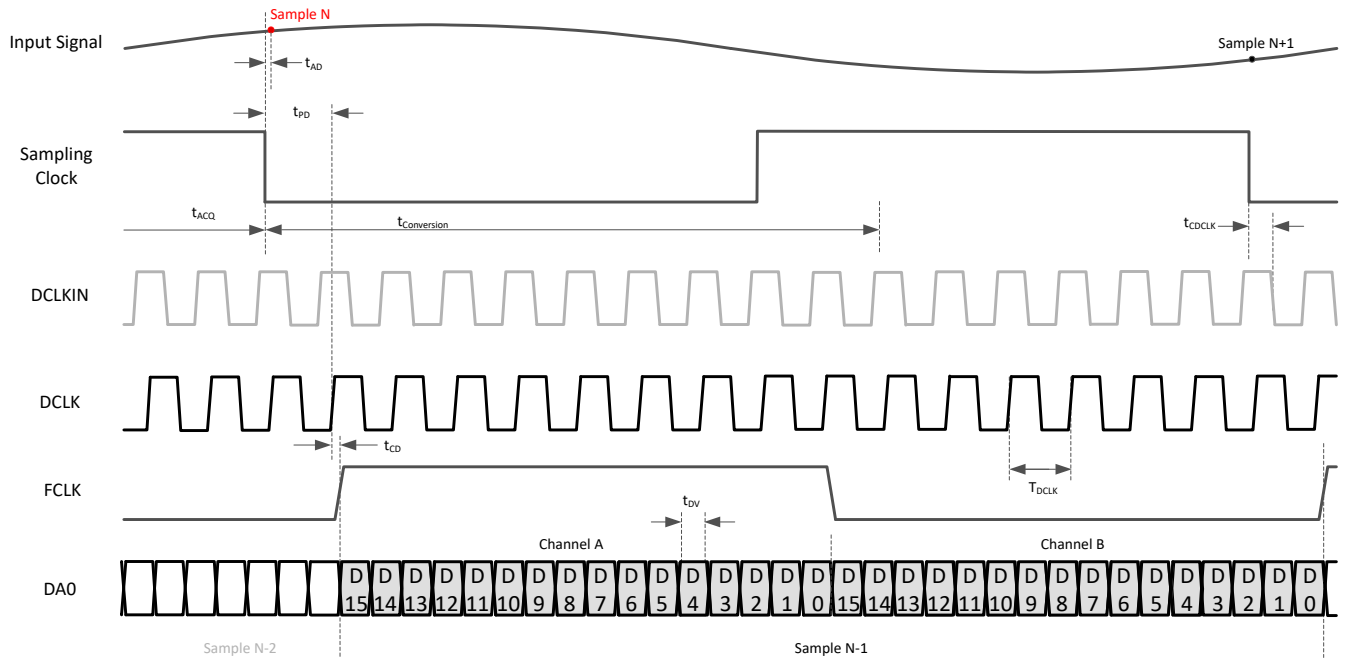 Sample N
Input Signal
Sample N+1
tAD
tPD
Sampling
Clock
tACQ
tConversion
tCDCLK
DCLKIN
DCLK
tCD
FCLK
tDV
TDCLK
Channel A
Channel B
DA0
D D D D D D D D D D D D D D D D D D D D D D D D D D D D D D D D
15 14 13 12 11 10 9 8 7 6 5 4 3 2 1 0 15 14 13 12 11 10 9 8 7 6 5 4 3 2 1 0
Sample N-2
Sample N-1